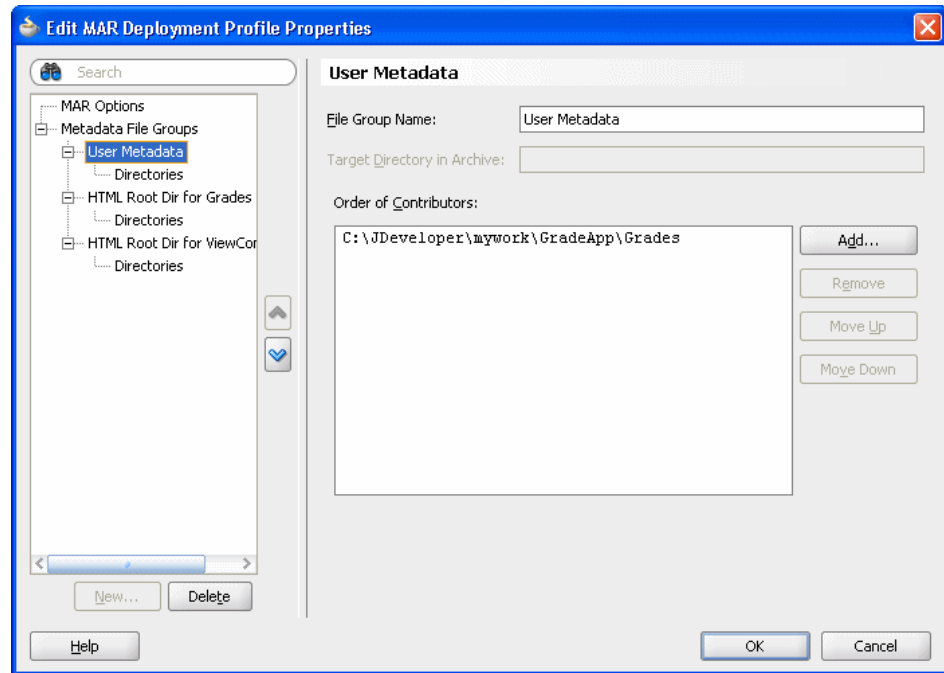 Edit MAR Deployment Profile Properties
Search
MAR Options
Metadata File Groups
User Metadata
Directories
HTML Root Dir for Grades
Directories
HTML Root Dir for ViewCor
Directories
New...
Delete
User Metadata
File Group Name:
User Metadata
Target Directory in Archive:
Order of Contributors:
C:\JDeveloper\mywork\GradeApp\Grades
Add...
Remove
Move Up
Move Down
Help
OK
Cancel